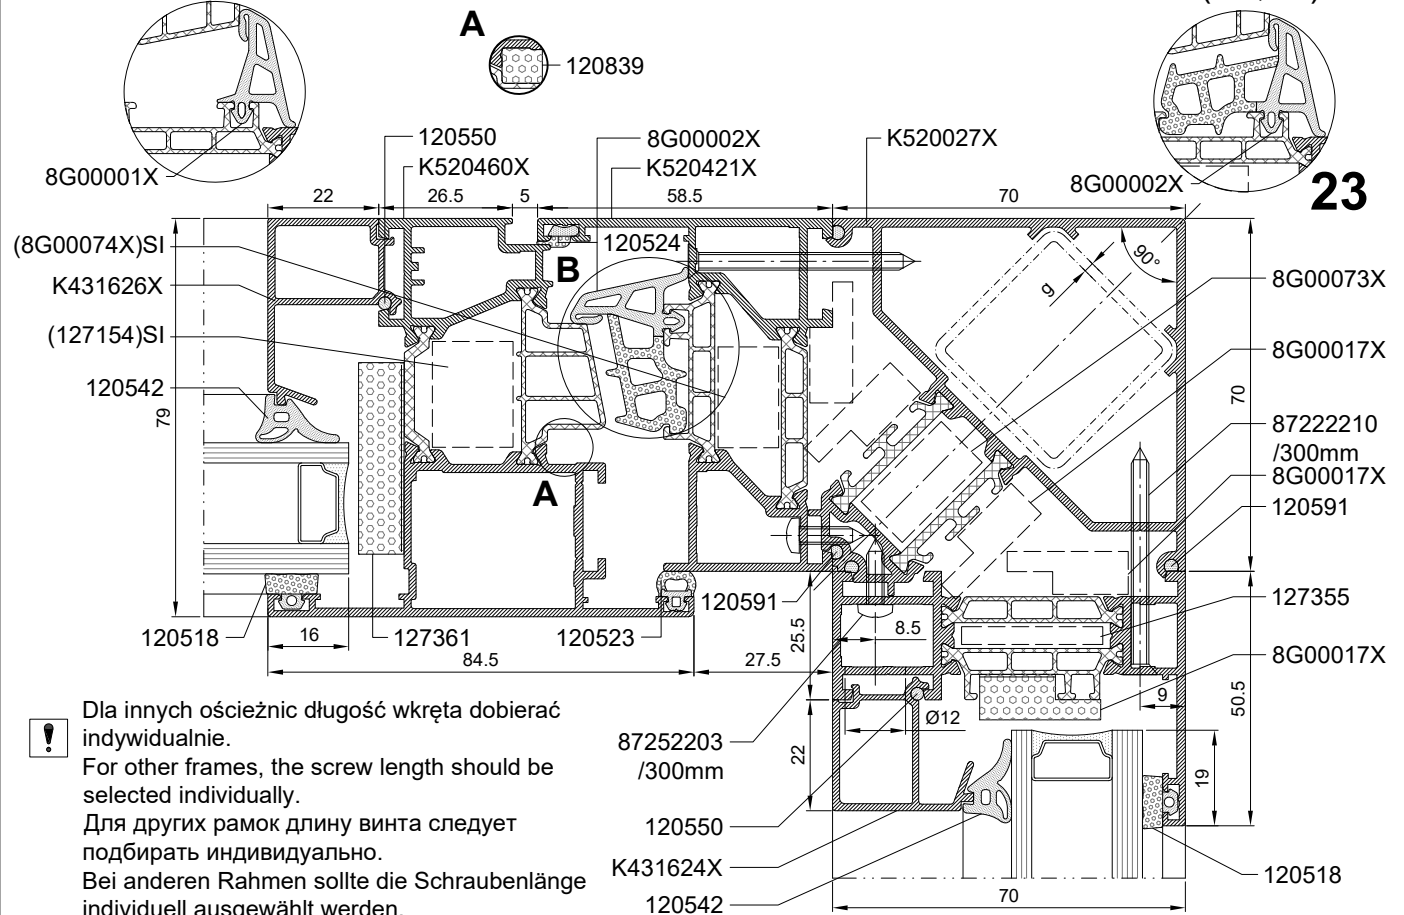 A
120839
8G00001X
120550
K520460X
8G00002X
K520421X
K520027X
8G00002X
23
22
26.5
5
58.5
70
(8G00074X)SI
K431626X
(127154)SI
120542
79
120524
B
A
g
90°
8G00073X
8G00017X
70
87222210
/300mm
8G00017X
120591
127355
8G00017X
120518
16
127361
120523
120591
84.5
27.5
25.5
8.5
9
50.5
Ø12
22
19
87252203
/300mm
120550
K431624X
120542
120518
70
Dla innych ościeżnic długość wkręta dobierać
indywidualnie.
For other frames, the screw length should be
selected individually.
Для других рамок длину винта следует
подбирать индивидуально.
Bei anderen Rahmen sollte die Schraubenlänge
individuell ausgewählt werden.